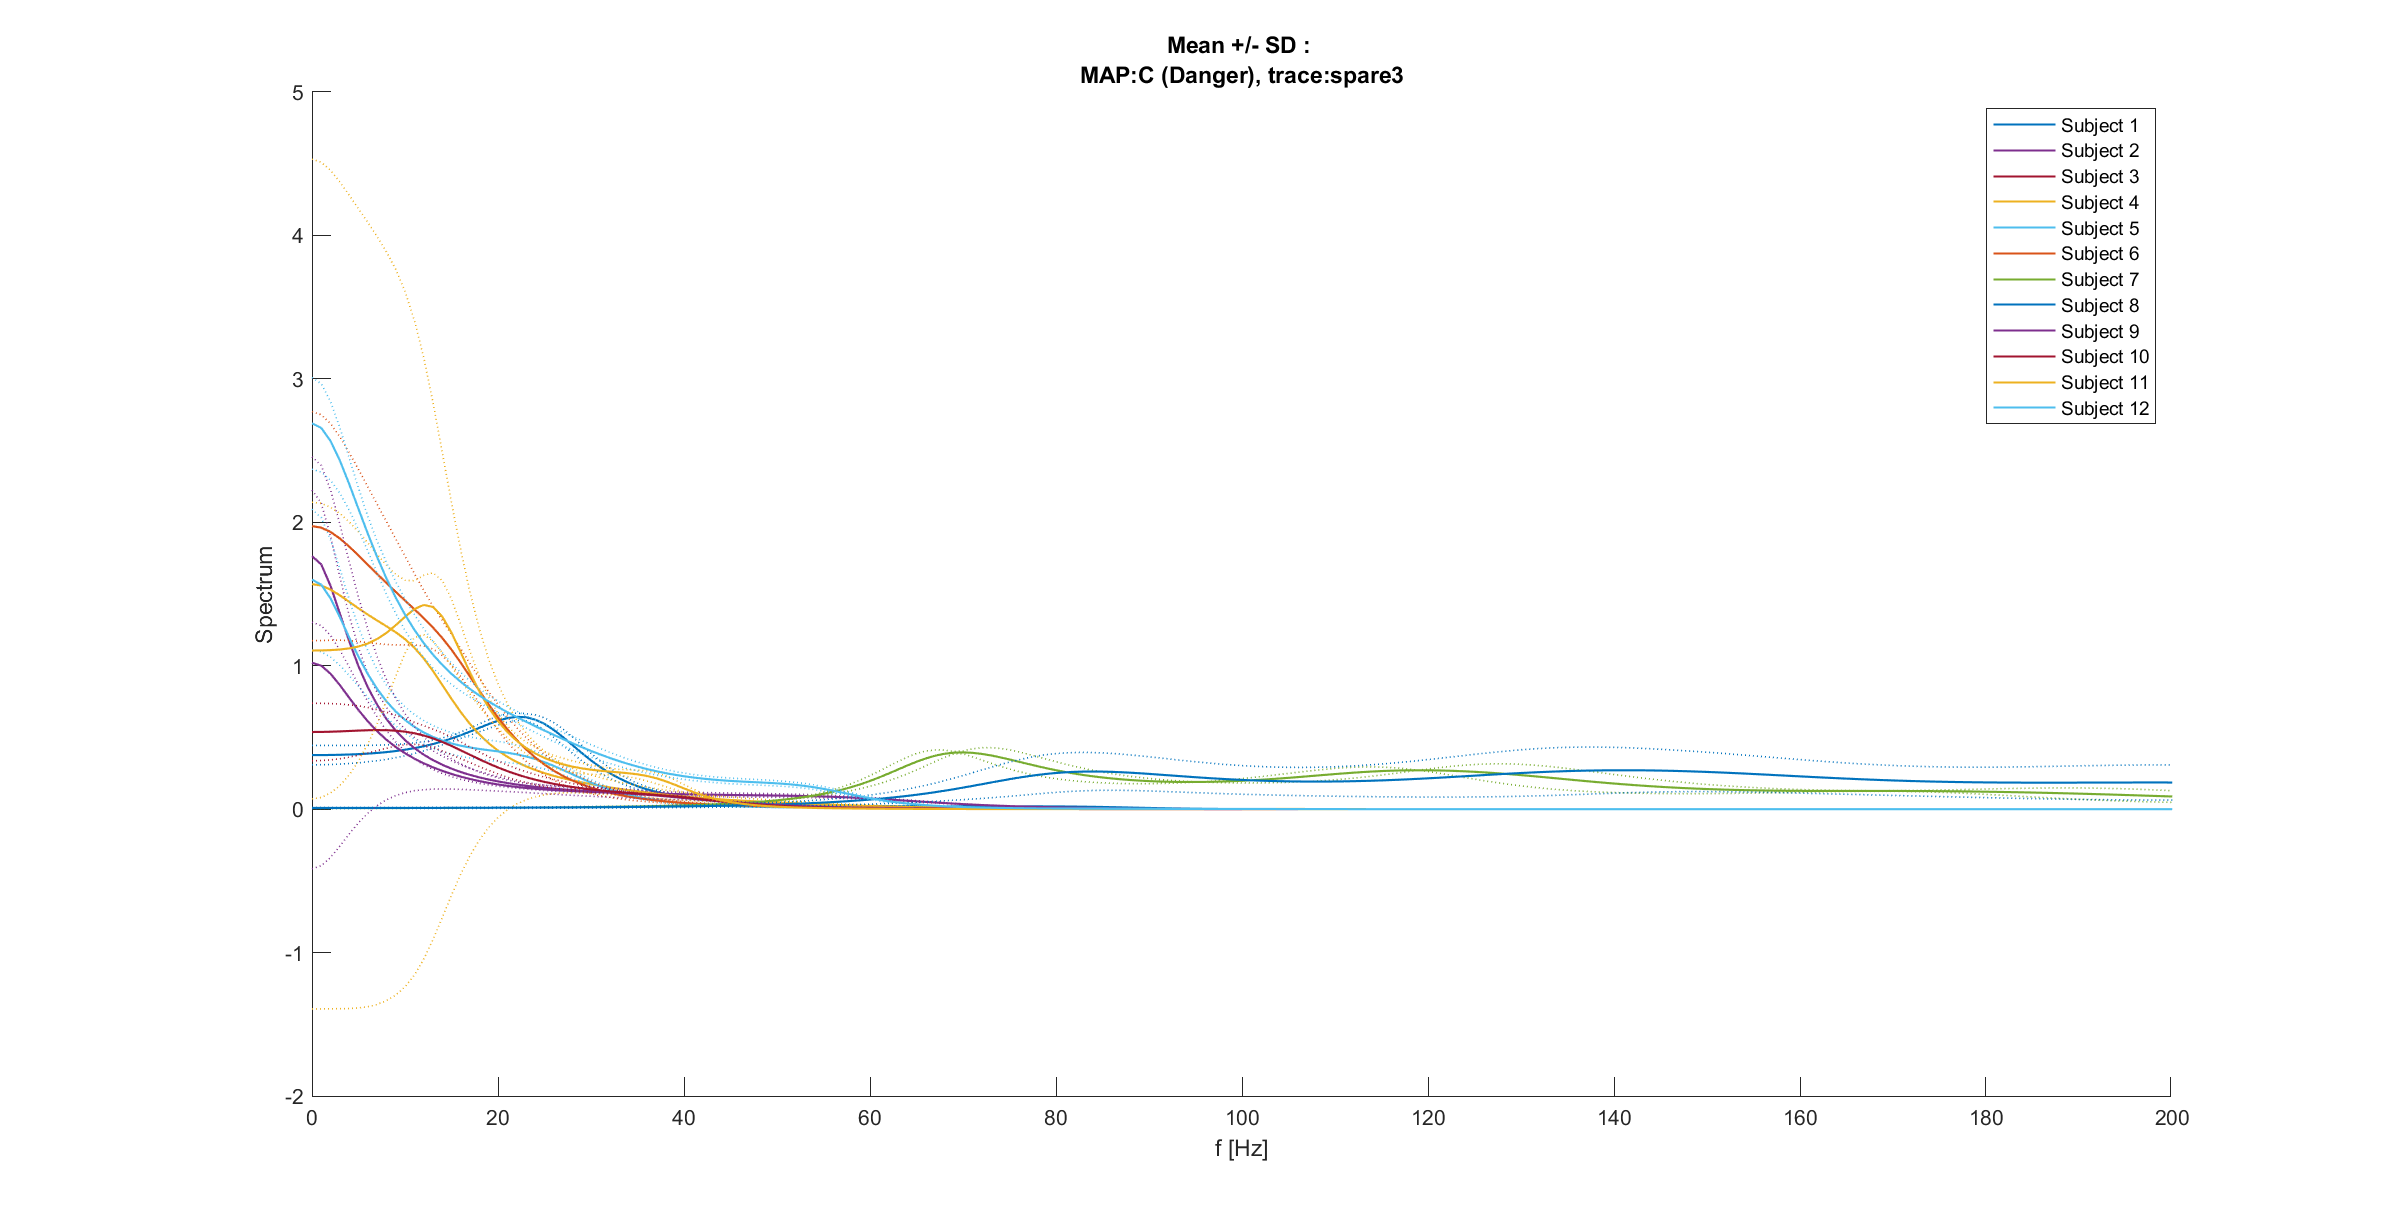 Mean +/- SD :
MAP:C (Danger), trace:spare3
5
4
3
2
1
0
-1
-2
Spectrum
0 20 40 60 80 100 120 140 160 180 200
f [Hz]
Subject 1
Subject 2
Subject 3
Subject 4
Subject 5
Subject 6
Subject 7
Subject 8
Subject 9
Subject 10
Subject 11
Subject 12